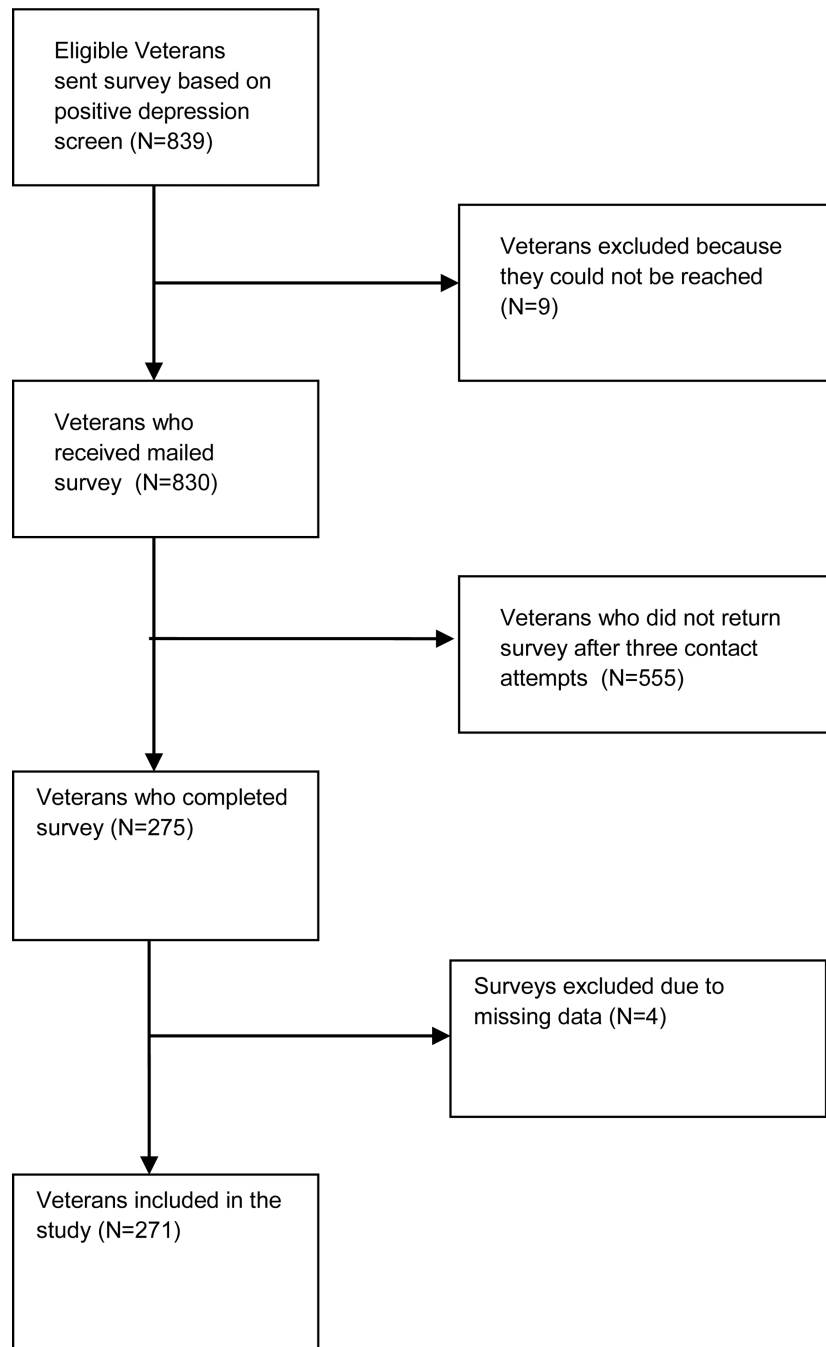 Eligible Veterans
sent survey based on
positive depression
screen (N=839)
Veterans excluded because
they could not be reached
(N=9)
Veterans who
received mailed
survey  (N=830)
Veterans who did not return
survey after three contact
attempts  (N=555)
Veterans who completed
survey (N=275)
Surveys excluded due to
missing data (N=4)
Veterans included in the
study (N=271)